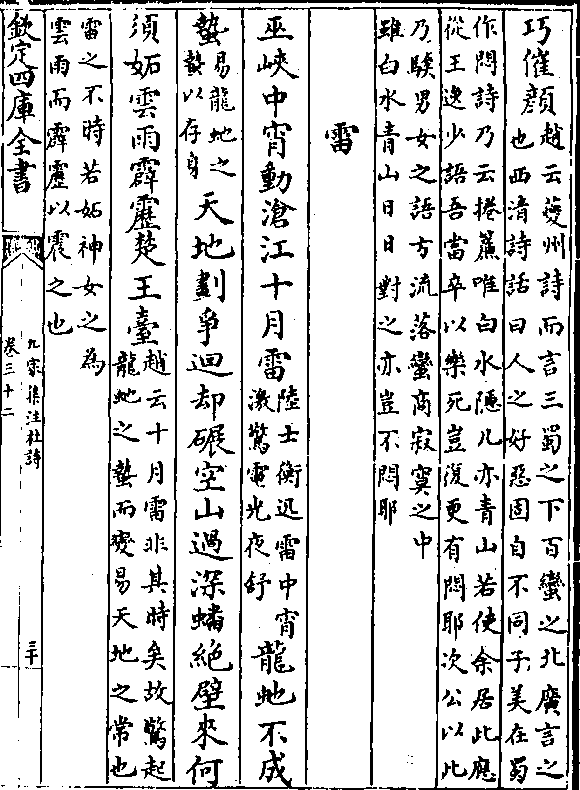 巧催顔趙云夔州詩而言三蜀之下百蠻之北廣言之
也西清詩話曰人之好惡固自不同子美在蜀
作悶詩乃云捲簾唯白水隱几亦青山若使余居此應
從王逸少語吾當卒以樂死豈復更有悶耶次公以此
乃騃男女之語方流落蠻商寂寞之中
雖白水青山日日對之亦豈不悶耶
雷
巫峽中宵動滄江十月雷陸士衡迅雷中宵
激驚電光夜舒龍虵不成
蟄易龍虵之
蟄以存身天地劃爭迴却碾空山過深蟠絶壁來何
須妬雲雨霹靂楚王臺趙云十月雷非其時矣故驚起
龍虵之蟄而變易天地之常也
雷之不時若妬神女之為
雲雨而霹靂以震之也
欽定四庫全書
九家集注杜詩
卷三十二
三十